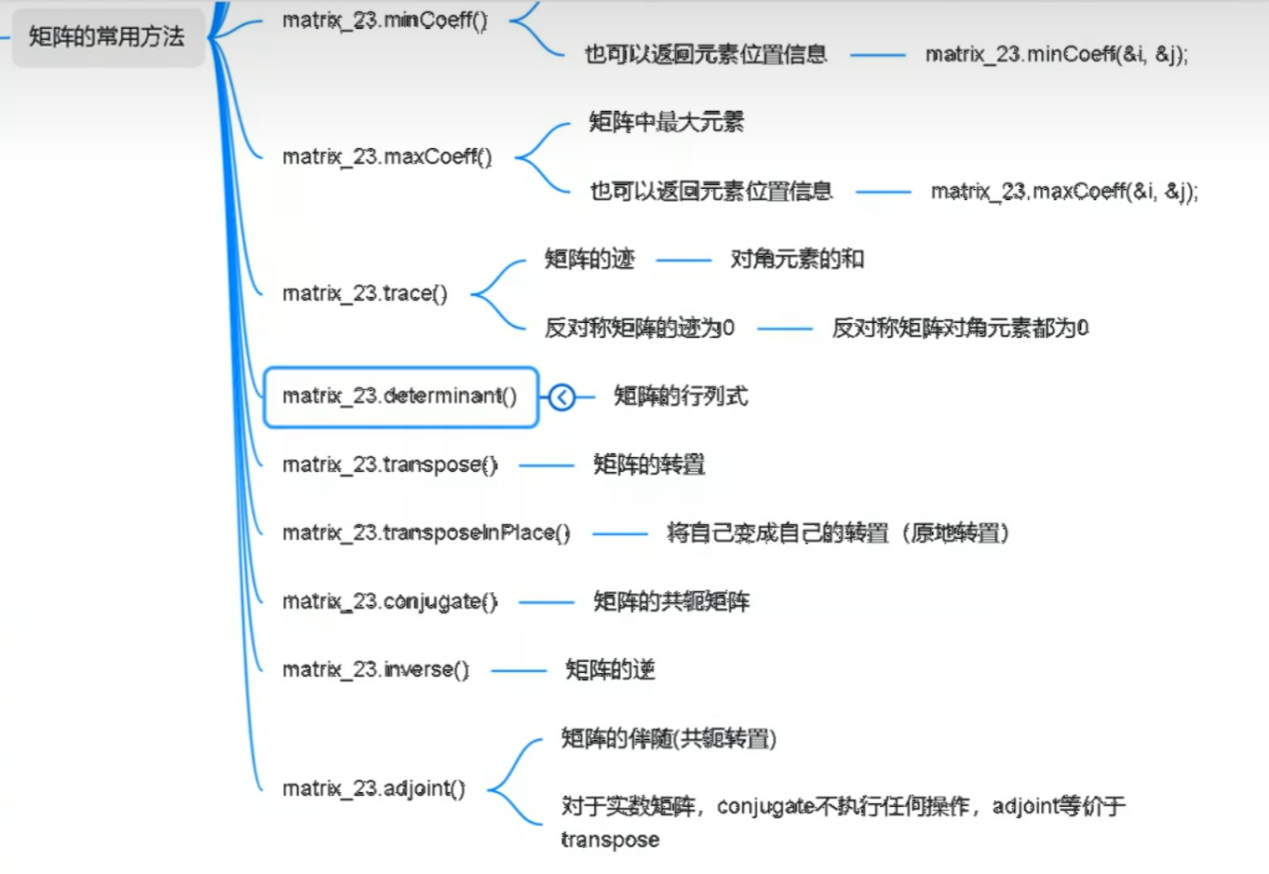 矩阵的常用方法
matrix_23.minCoeff()
也可以返回元素位置信息
matrix_23.minCoeff(&i, &j);
matrix_23.maxCoeff()
矩阵中最大元素
也可以返回元素位置信息
matrix_23.maxCoeff(&i, &j);
matrix_23.trace()
矩阵的迹
对角元素的和
反对称矩阵的迹为0
反对称矩阵对角元素都为0
matrix_23.determinant()
矩阵的行列式
matrix_23.transpose()
矩阵的转置
matrix_23.transposeInPlace()
将自己变成自己的转置（原地转置）
matrix_23.conjugate()
矩阵的共轭矩阵
matrix_23.inverse()
矩阵的逆
matrix_23.adjoint()
矩阵的伴随(共轭转置)
对于实数矩阵，conjugate不执行任何操作，adjoint等价于
transpose